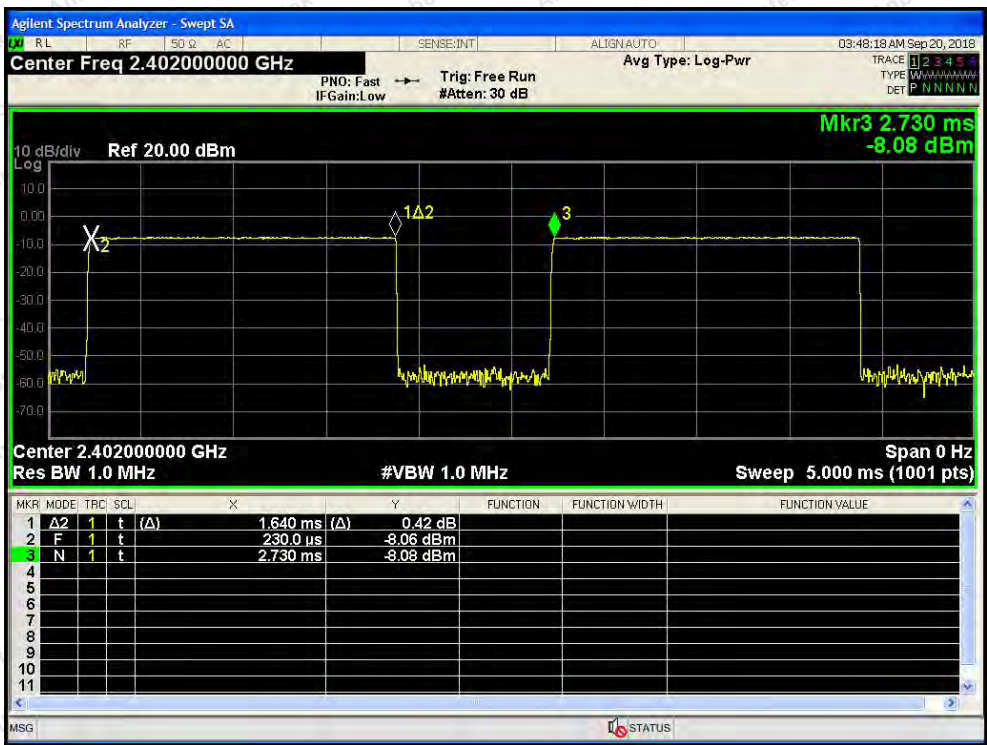 Agilent Spectrum Analyzer - Swept SA
LXI RL RF 50 Ω AC SENSE:INT ALIGNAUTO 03:48:18 AM Sep 20, 2018
Center Freq 2.402000000 GHz Avg Type: Log-Pwr TRACE 1 2 3 4 5 6
PNO: Fast Trig: Free Run TYPE WWWWWWW
IFGain:Low #Atten: 30 dB DET P N N N N N
Mkr3 2.730 ms
10 dB/div Ref 20.00 dBm -8.08 dBm
Log
10.0
0.00 1Δ2 3
-10.0 2
-20.0
-30.0
-40.0
-50.0
-60.0
-70.0
Center 2.402000000 GHz Span 0 Hz
Res BW 1.0 MHz #VBW 1.0 MHz Sweep 5.000 ms (1001 pts)
MKR MODE TRC SCL X Y FUNCTION FUNCTION WIDTH FUNCTION VALUE
1 Δ2 1 t (Δ) 1.640 ms (Δ) 0.42 dB
2 F 1 t 230.0 µs -8.06 dBm
3 N 1 t 2.730 ms -8.08 dBm
4
5
6
7
8
9
10
11
MSG STATUS